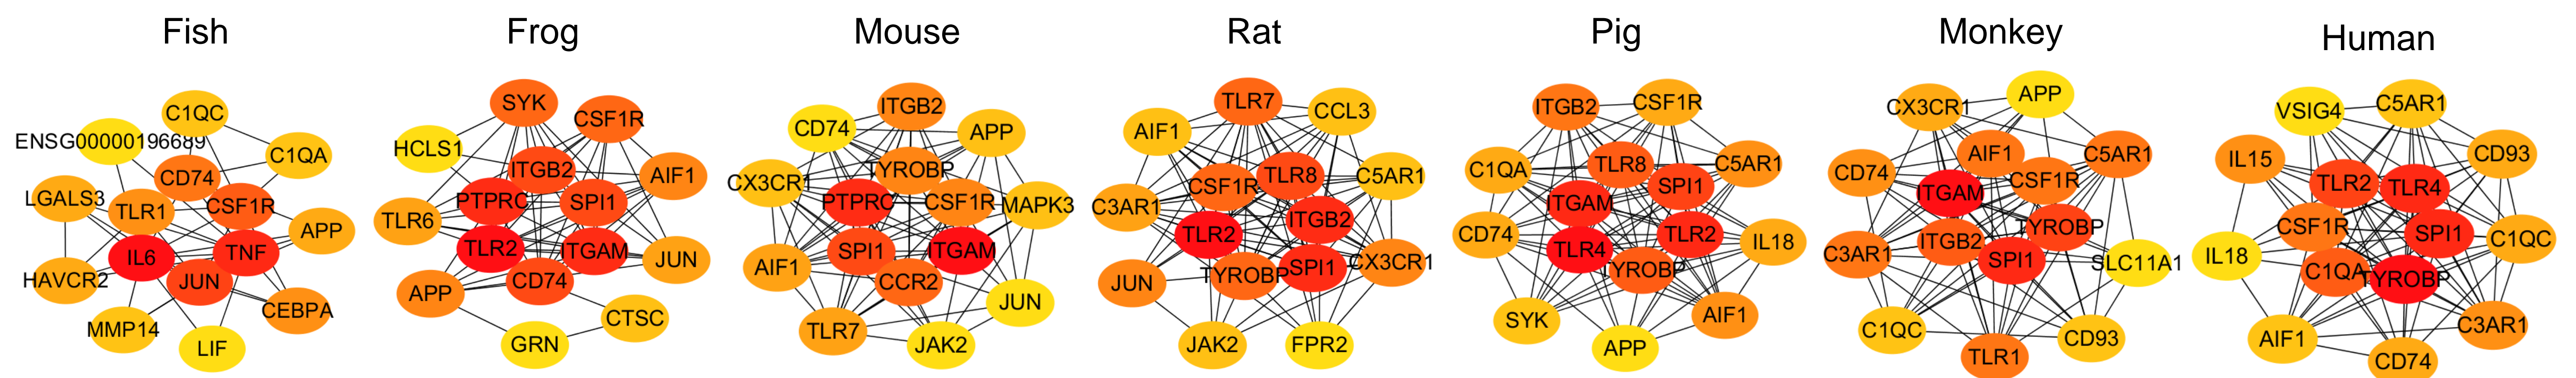 Fish
C1QC
ENSG00000196689
C1QA
CD74
LGALS3
TLR1
CSF1R
APP
IL6
TNF
HAVCR2
JUN
CEBPA
MMP14
LIF
Frog
SYK
CSF1R
HCLS1
ITGB2
AIF1
PTPRC
SPI1
TLR6
TLR2
ITGAM
JUN
CD74
APP
CTSC
GRN
Mouse
ITGB2
CD74
APP
TYROBP
CX3CR1
PTPRC
CSF1R
MAPK3
SPI1
ITGAM
AIF1
CCR2
JUN
TLR7
JAK2
Rat
TLR7
CCL3
AIF1
TLR8
C5AR1
CSF1R
C3AR1
ITGB2
TLR2
CX3CR1
SPI1
TYROBP
JUN
JAK2
FPR2
Pig
ITGB2
CSF1R
TLR8
C5AR1
C1QA
SPI1
ITGAM
CD74
TLR2
IL18
TLR4
TYROBP
AIF1
SYK
APP
Monkey
CX3CR1
APP
AIF1
C5AR1
CD74
CSF1R
ITGAM
TYROBP
ITGB2
C3AR1
SPI1
SLC11A1
C1QC
CD93
TLR1
Human
VSIG4
C5AR1
IL15
CD93
TLR2
TLR4
CSF1R
SPI1
C1QC
IL18
C1QA
TYROBP
C3AR1
AIF1
CD74